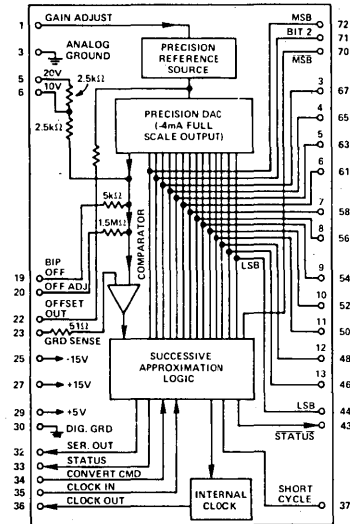 1
GAIN ADJUST
3
ANALOG
GROUND
5
20V
2.5kΩ
6
10V
2.5kΩ
PRECISION
REFERENCE
SOURCE
PRECISION DAC
(-4mA FULL
SCALE OUTPUT)
5kΩ
1.5MΩ
COMPARATOR
19
BIP
OFF
20
OFF ADJ
22
OFFSET
OUT
23
51Ω
GRD SENSE
25
-15V
27
+15V
29
+5V
30
DIG. GRD
32
SER. OUT
33
STATUS
34
CONVERT CMD
35
CLOCK IN
36
CLOCK OUT
SUCCESSIVE
APPROXIMATION
LOGIC
INTERNAL
CLOCK
LSB
MSB
72
BIT 2
71
MSB
70
3
67
4
65
5
63
6
61
7
58
8
56
9
54
10
52
11
50
12
48
13
46
LSB
44
STATUS
43
SHORT
CYCLE
37